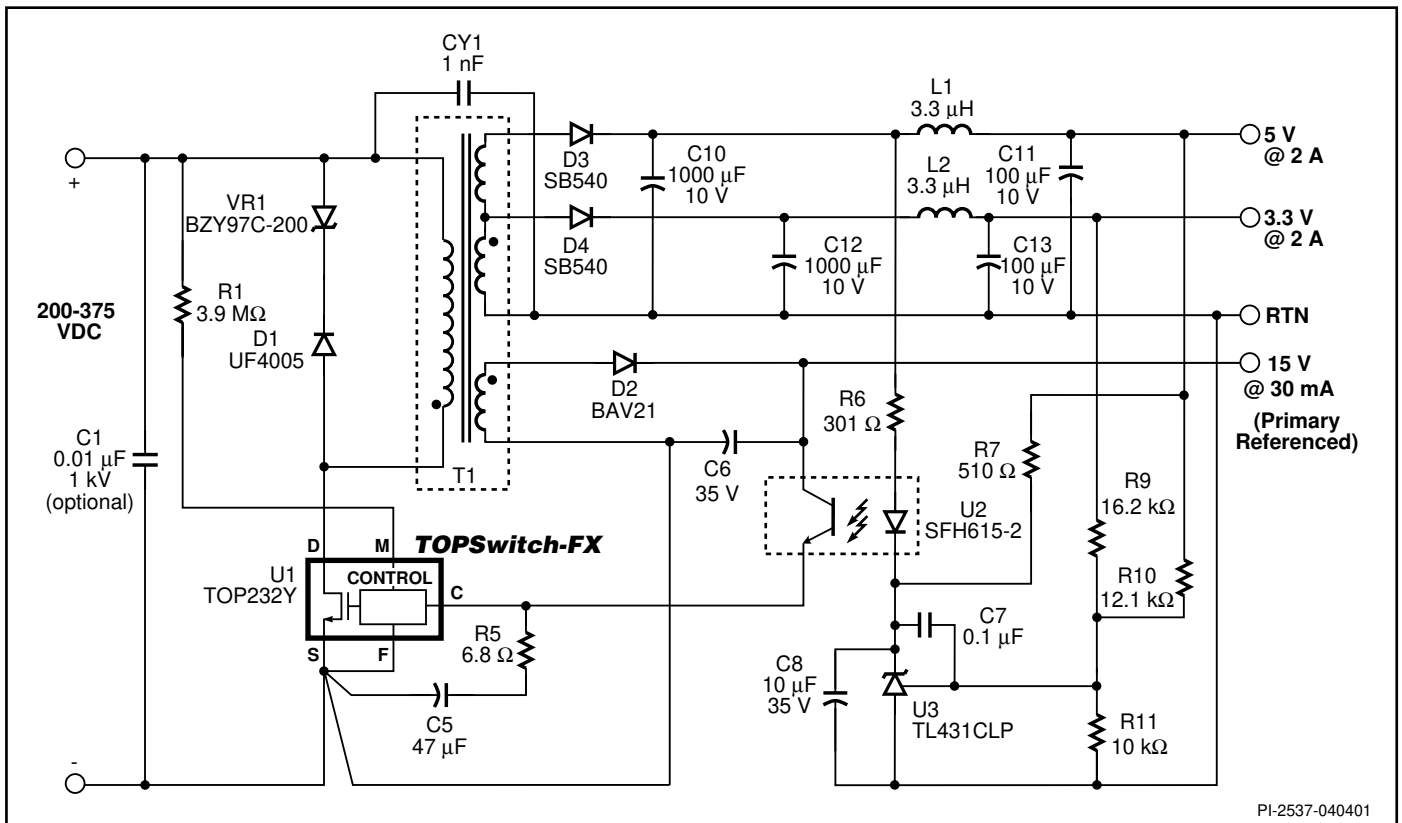 CY1
1 nF
L1
3.3 µH
5 V
@ 2 A
+
VR1
BZY97C-200
D3
SB540
C10
1000 µF
10 V
L2
3.3 µH
C11
100 µF
10 V
3.3 V
@ 2 A
D4
SB540
C12
1000 µF
10 V
C13
100 µF
10 V
R1
3.9 MΩ
200-375
VDC
D1
UF4005
RTN
15 V
@ 30 mA
(Primary
Referenced)
D2
BAV21
R6
301 Ω
C1
0.01 µF
1 kV
(optional)
T1
C6
35 V
R7
510 Ω
R9
16.2 kΩ
U2
SFH615-2
D
M
TOPSwitch-FX
U1
TOP232Y
CONTROL
C
R10
12.1 kΩ
S
F
R5
6.8 Ω
C7
0.1 µF
C8
10 µF
35 V
C5
47 µF
U3
TL431CLP
R11
10 kΩ
-
PI-2537-040401